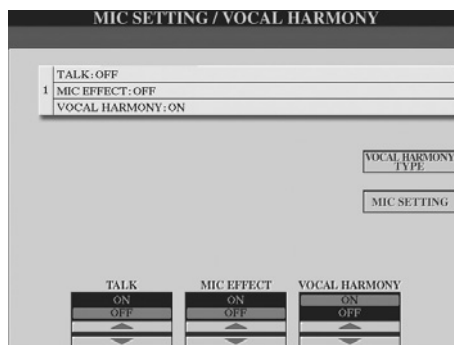 MIC SETTING / VOCAL HARMONY
TALK:OFF
1 MIC EFFECT:OFF
VOCAL HARMONY:ON
VOCAL HARMONY
TYPE
MIC SETTING
TALK MIC EFFECT VOCAL HARMONY
ON ON ON
OFF OFF OFF